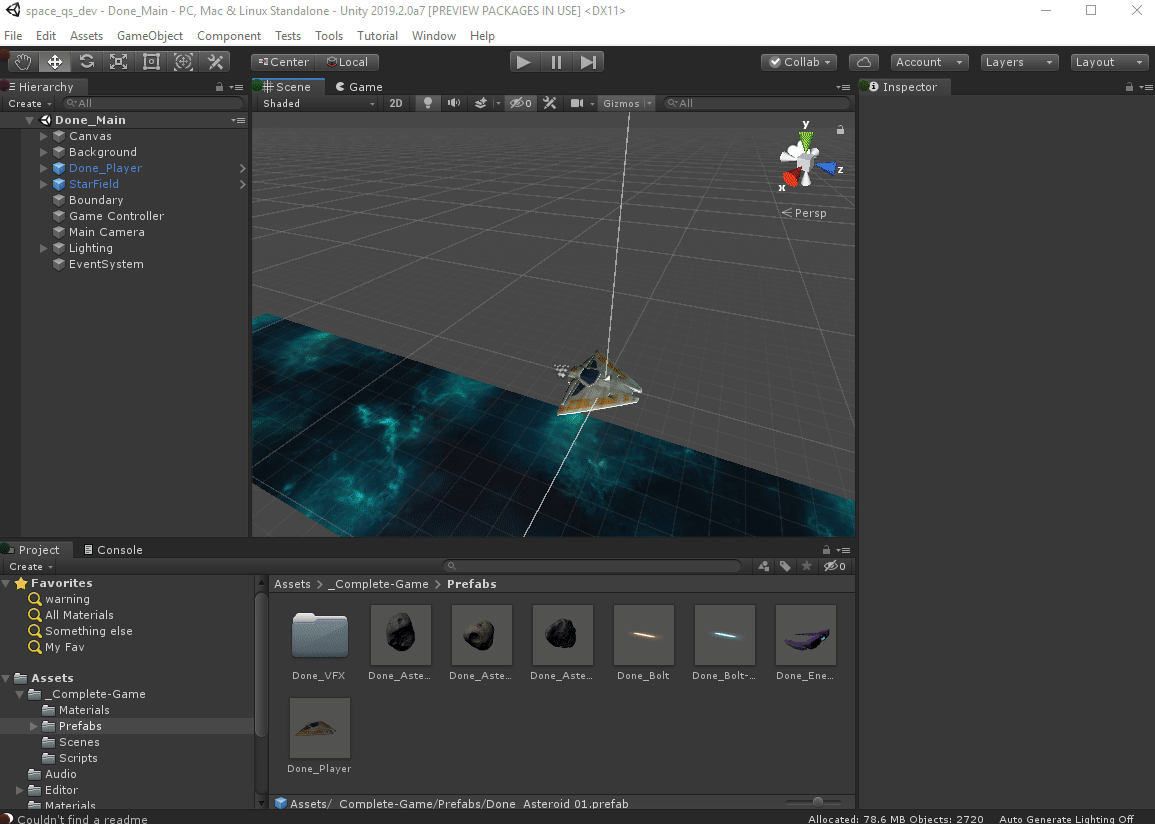 space_qs_dev - Done_Main - PC, Mac & Linux Standalone - Unity 2019.2.0a7 [PREVIEW PACKAGES IN USE] <DX11>
File Edit Assets GameObject Component Tests Tools Tutorial Window Help
Center Local Collab Account Layers Layout
Hierarchy
Create All
Done_Main
Canvas
Background
Done_Player
StarField
Boundary
Game Controller
Main Camera
Lighting
EventSystem
Scene Game
Shaded 2D 0 Gizmos All
y
z
x
Persp
Inspector
Project Console
Create 0
Favorites
warning
All Materials
Something else
My Fav
Assets
_Complete-Game
Materials
Prefabs
Scenes
Scripts
Audio
Editor
Materials
Assets > _Complete-Game > Prefabs
Done_VFX Done_Aste... Done_Aste... Done_Aste... Done_Bolt Done_Bolt-... Done_Ene...
Done_Player
Assets/_Complete-Game/Prefabs/Done_Asteroid 01.prefab
Couldn't find a readme
Allocated: 78.6 MB Objects: 2720 Auto Generate Lighting Off